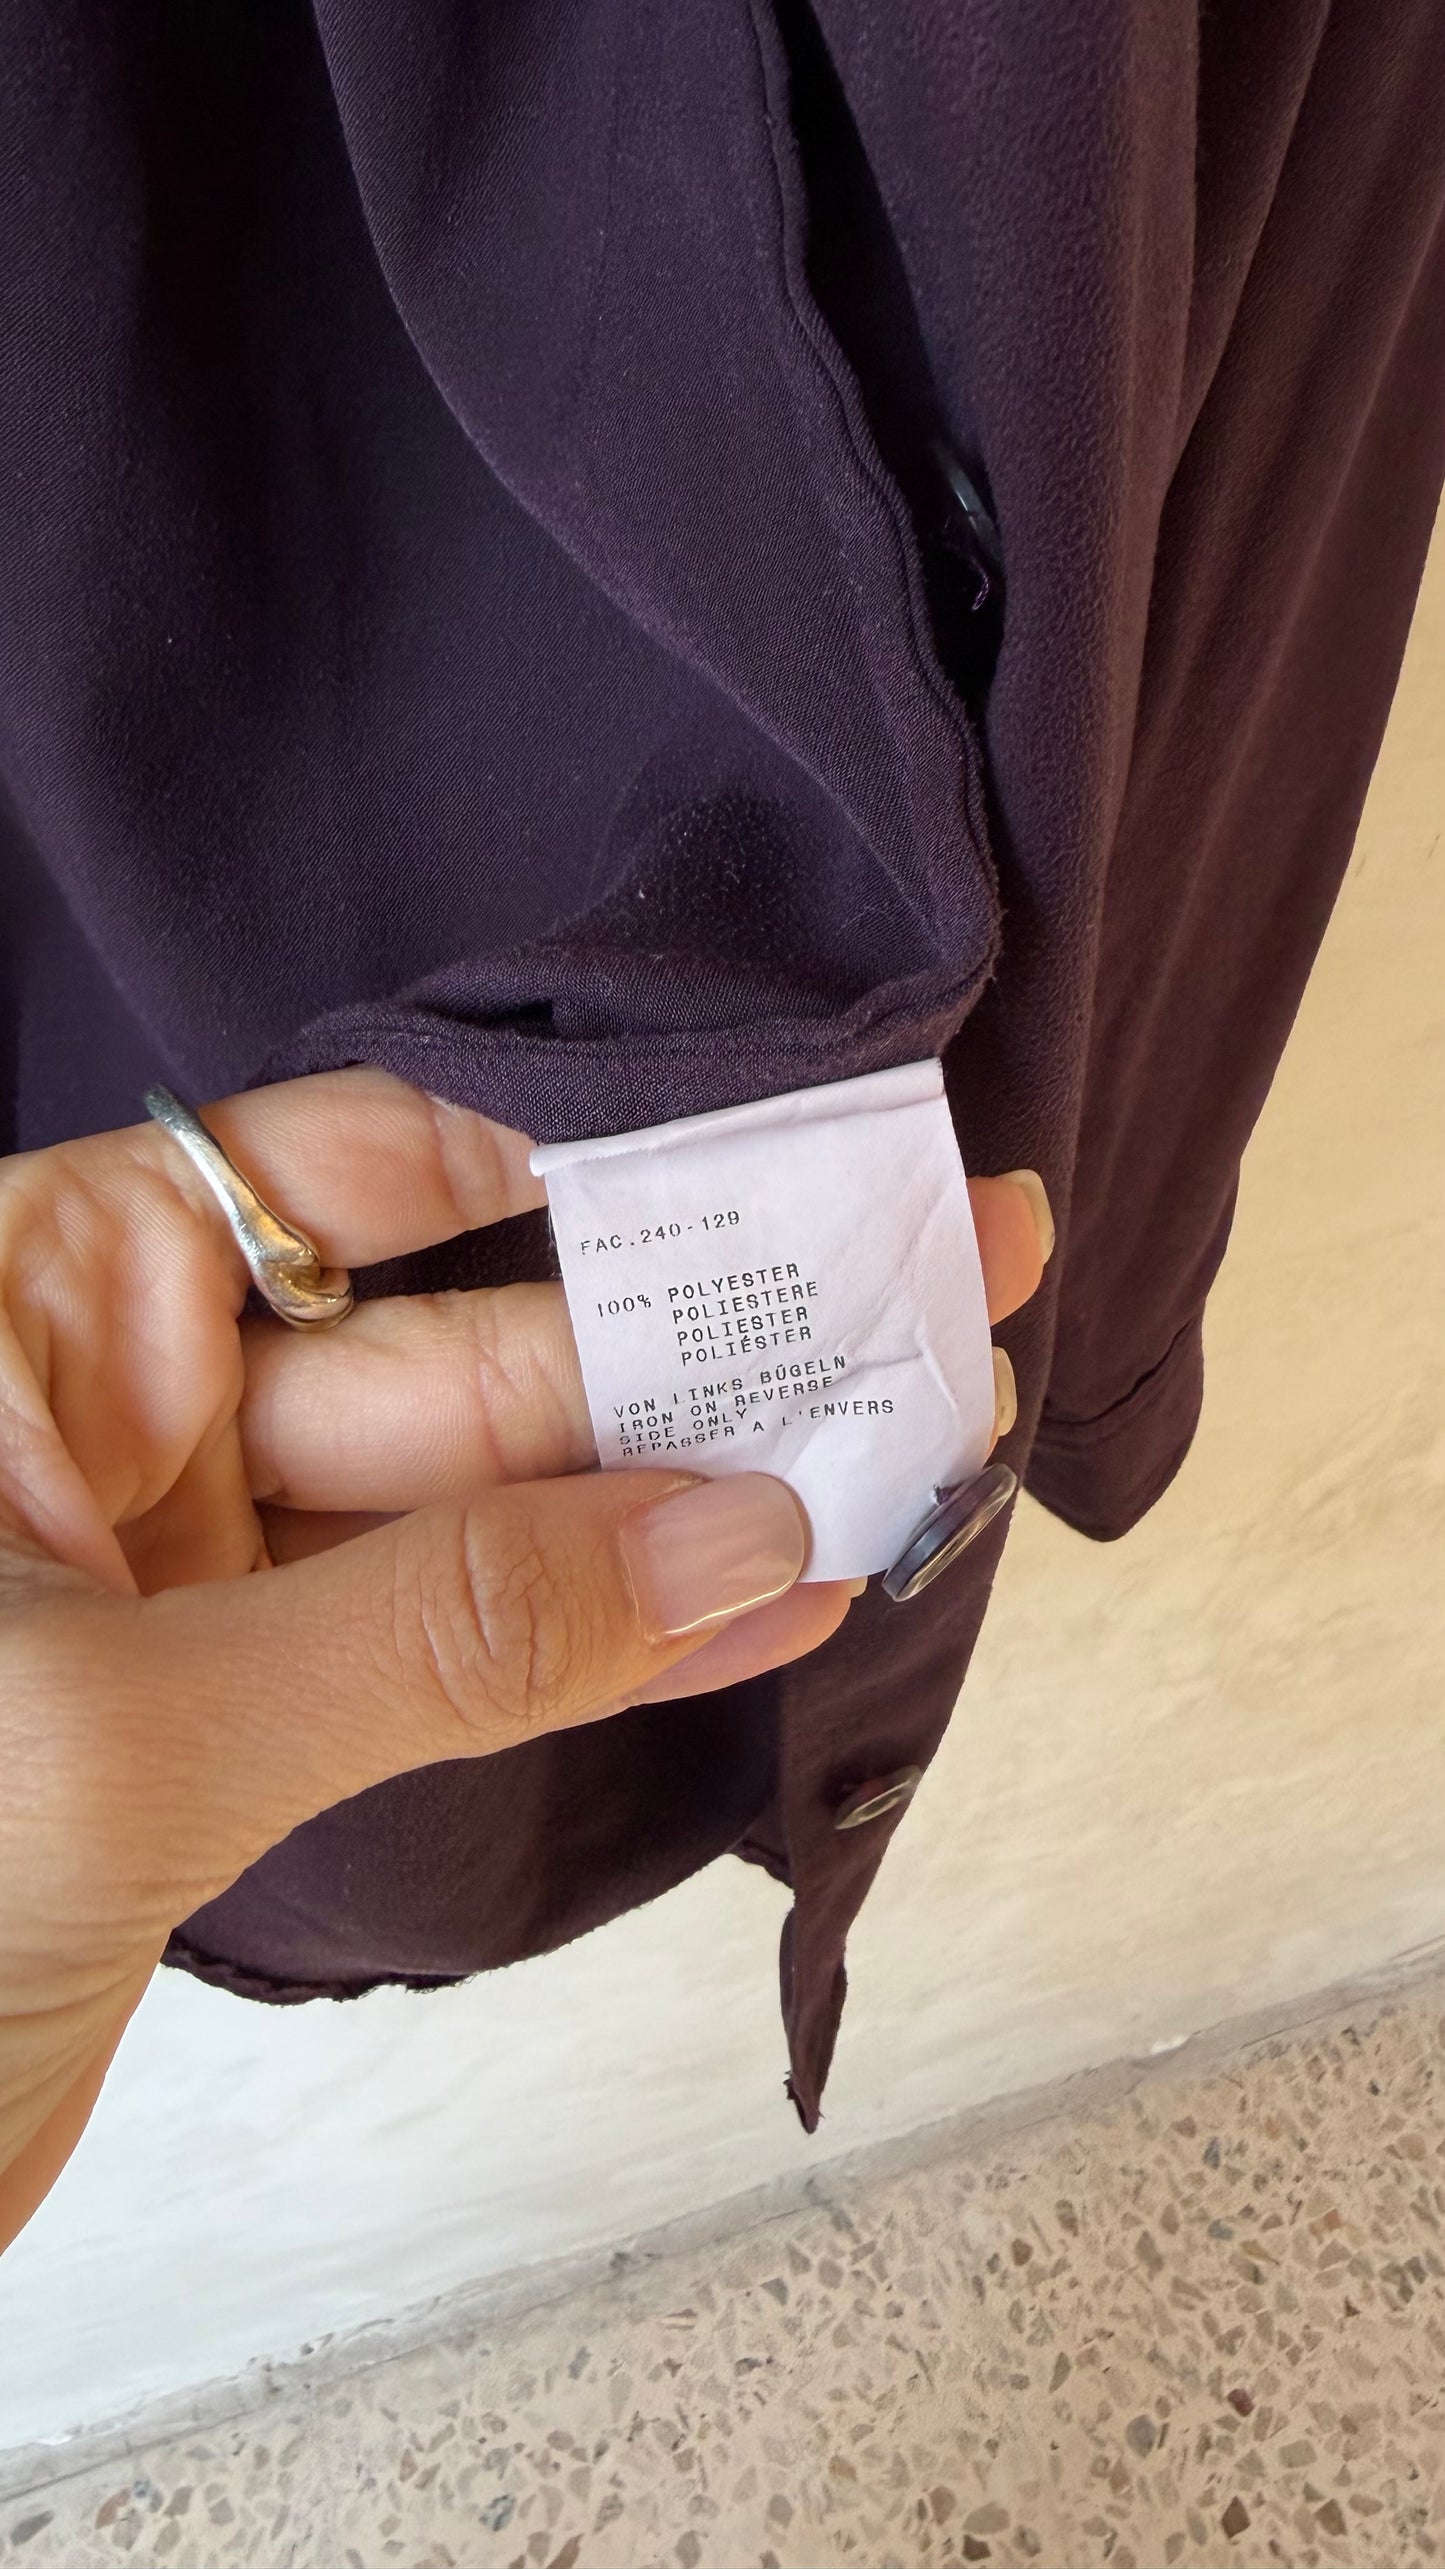 FAC.240-129
100% POLYESTER
POLIESTERE
POLIESTER
POLIÉSTER
VON LINKS BÜGELN
IRON ON REVERSE
SIDE ONLY
REPASSER A L'ENVERS